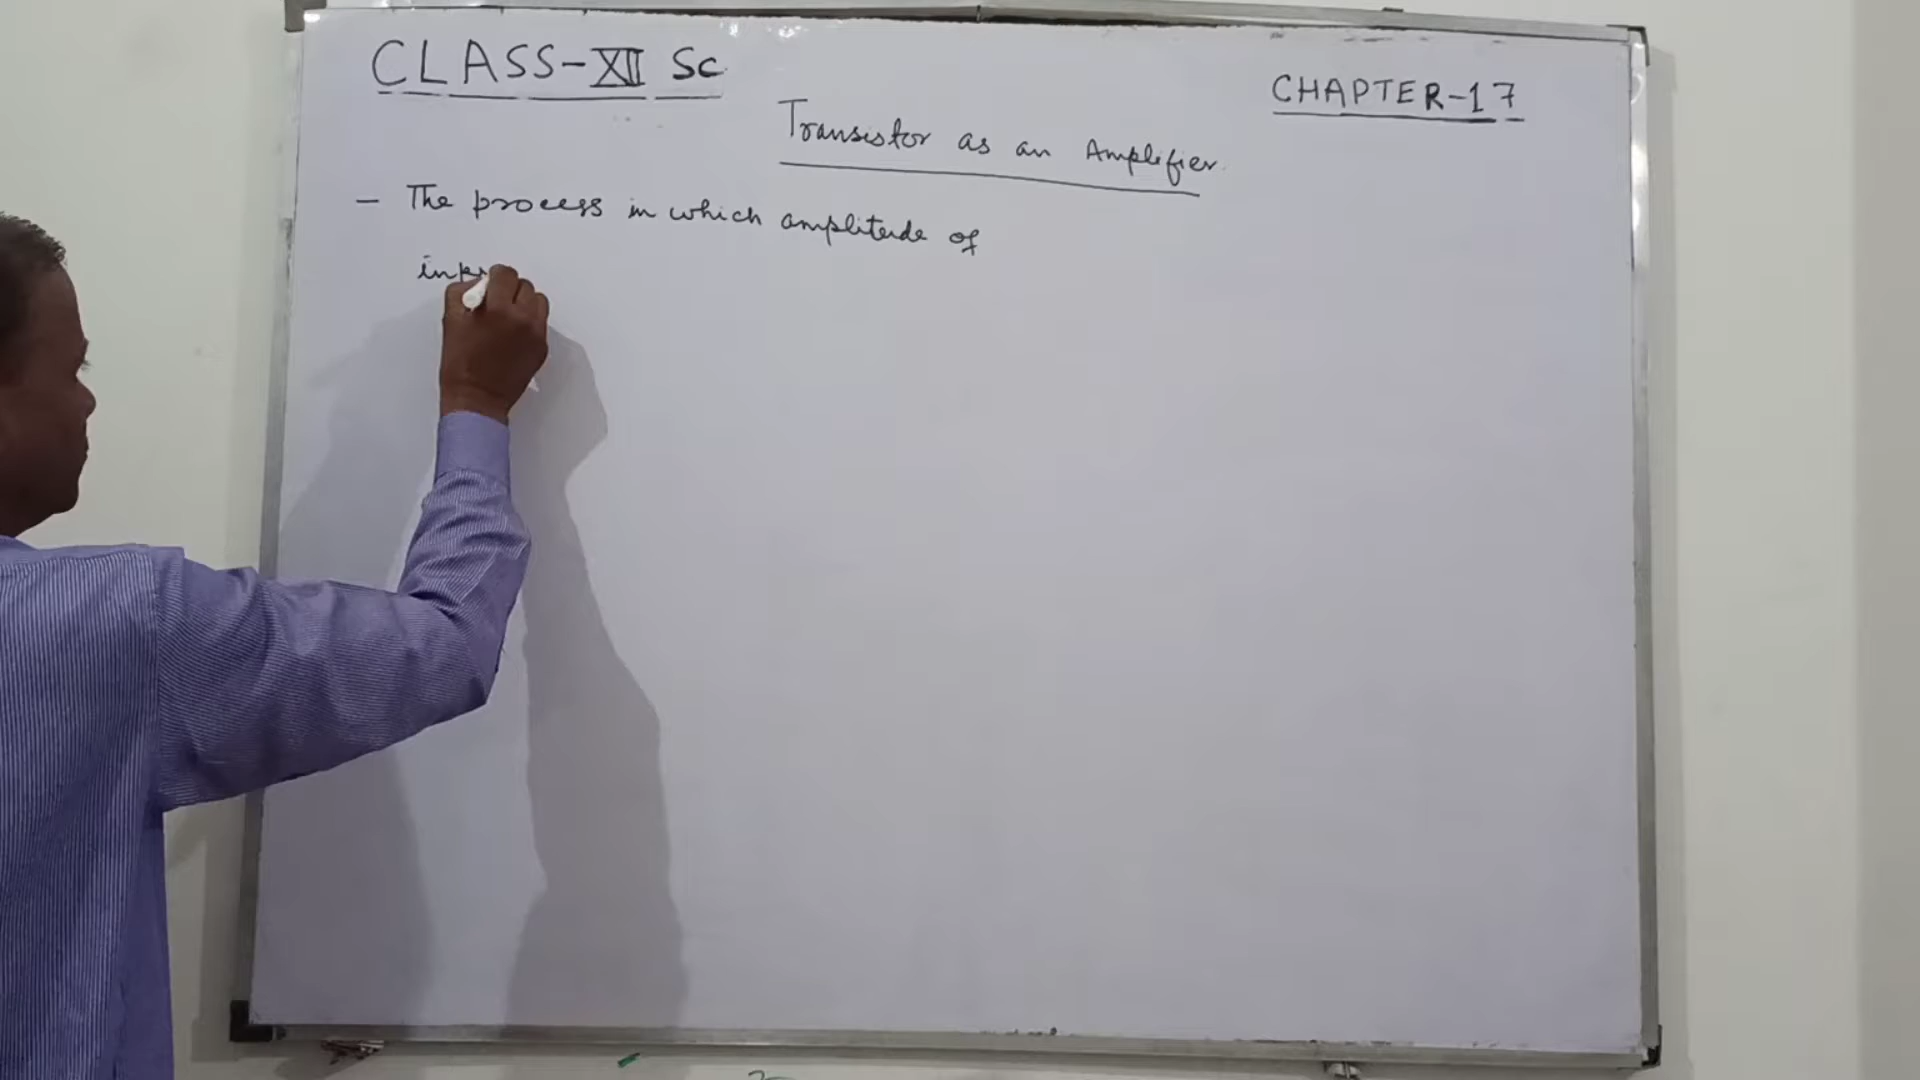 CLASS-XII Sc
CHAPTER-17
Transistor as an Amplifier.
- The process in which amplitude of